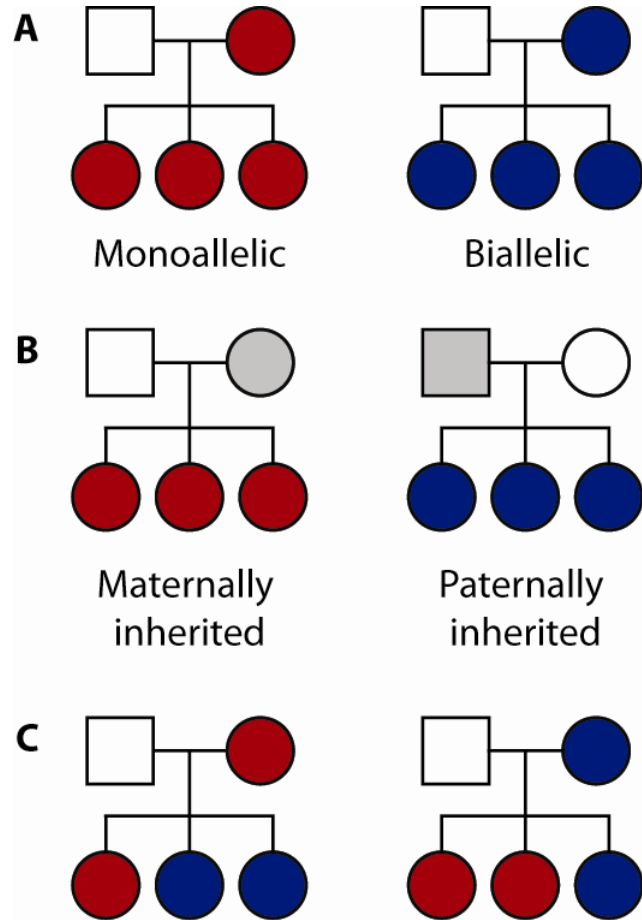 A
Monoallelic
Biallelic
B
Maternally
inherited
Paternally
inherited
C